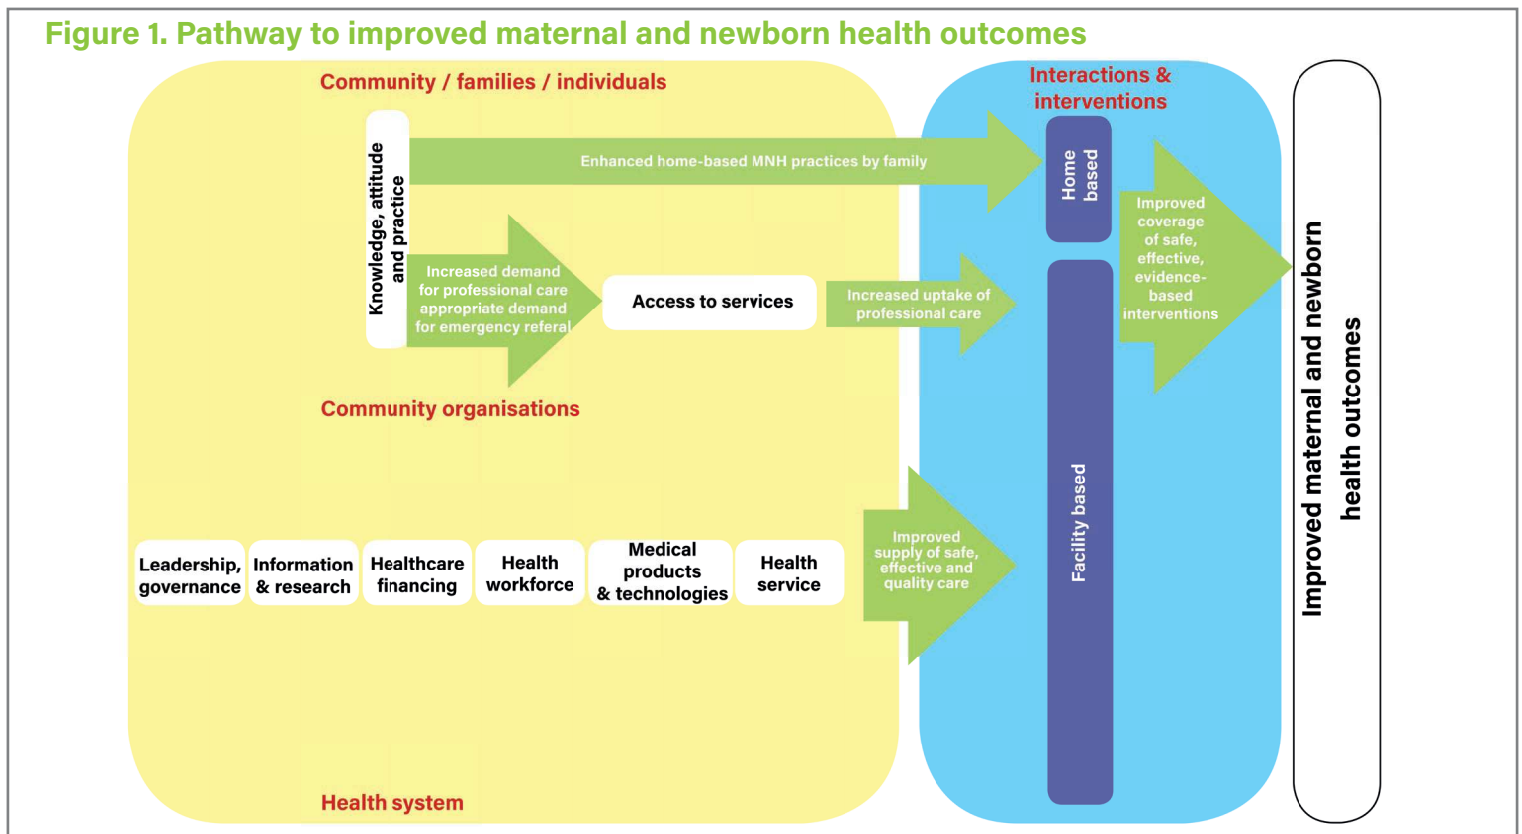 Figure 1. Pathway to improved maternal and newborn health outcomes
Community / families / individuals
Interactions &
interventions
Knowledge, attitude
and practice
Enhanced home-based MNH practices by family
Home
based
Improved
coverage
of safe,
effective,
evidence-
based
interventions
Increased demand
for professional care
appropriate demand
for emergency referal
Access to services
Increased uptake of
professional care
Improved maternal and newborn
health outcomes
Community organisations
Facility based
Leadership,
governance
Information
& research
Healthcare
financing
Health
workforce
Medical
products
& technologies
Health
service
Improved
supply of safe,
effective and
quality care
Health system